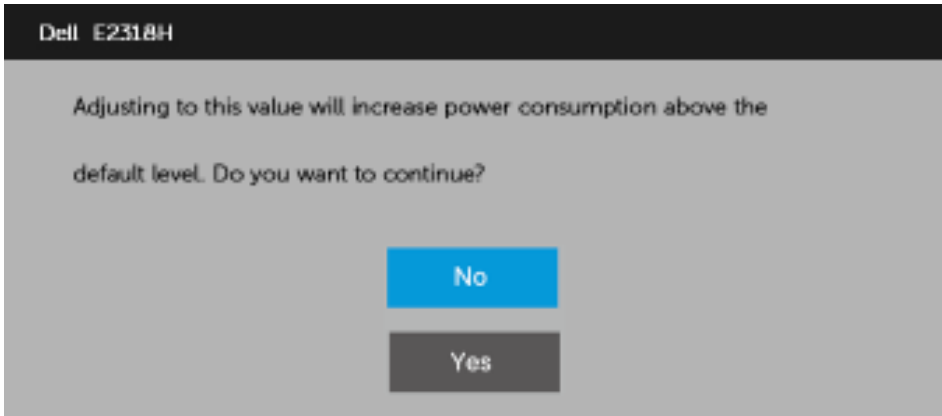 Dell E2318H
Adjusting to this value will increase power consumption above the
default level. Do you want to continue?
No
Yes